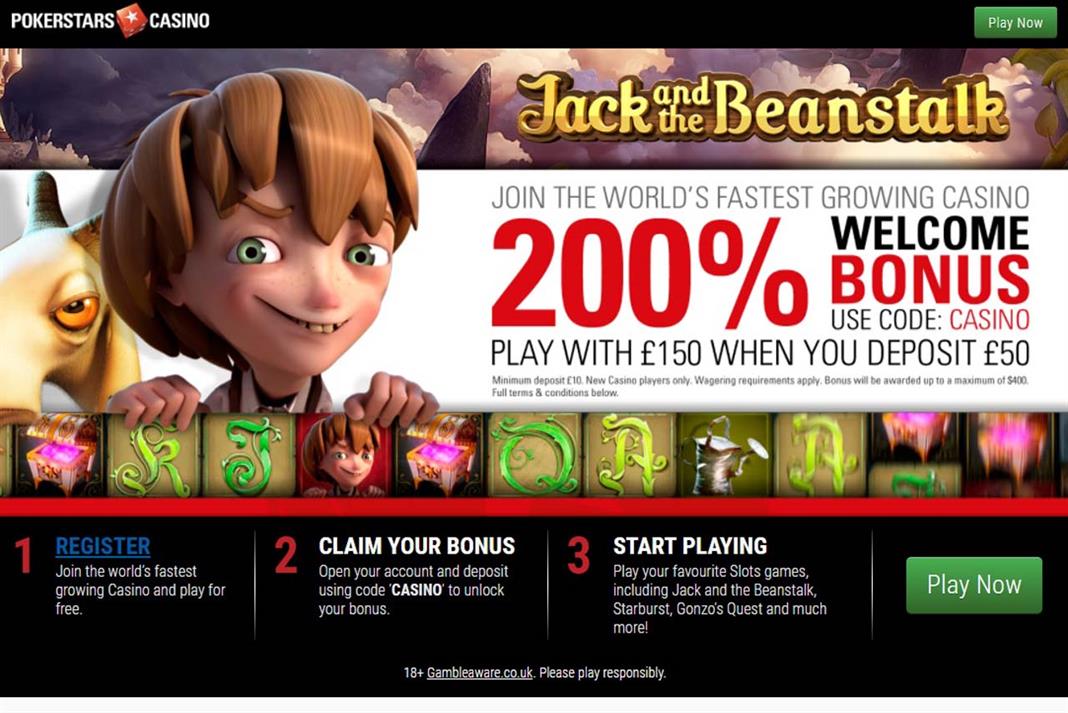 POKERSTARS CASINO
Play Now
Jack and the Beanstalk
JOIN THE WORLD'S FASTEST GROWING CASINO
200% WELCOME BONUS
USE CODE: CASINO
PLAY WITH £150 WHEN YOU DEPOSIT £50
Minimum deposit £10. New Casino players only. Wagering requirements apply. Bonus will be awarded up to a maximum of $400.
Full terms & conditions below.
K J Q A A
1 REGISTER
Join the world's fastest
growing Casino and play for
free.
2 CLAIM YOUR BONUS
Open your account and deposit
using code 'CASINO' to unlock
your bonus.
3 START PLAYING
Play your favourite Slots games,
including Jack and the Beanstalk,
Starburst, Gonzo's Quest and much
more!
Play Now
18+ Gambleaware.co.uk. Please play responsibly.